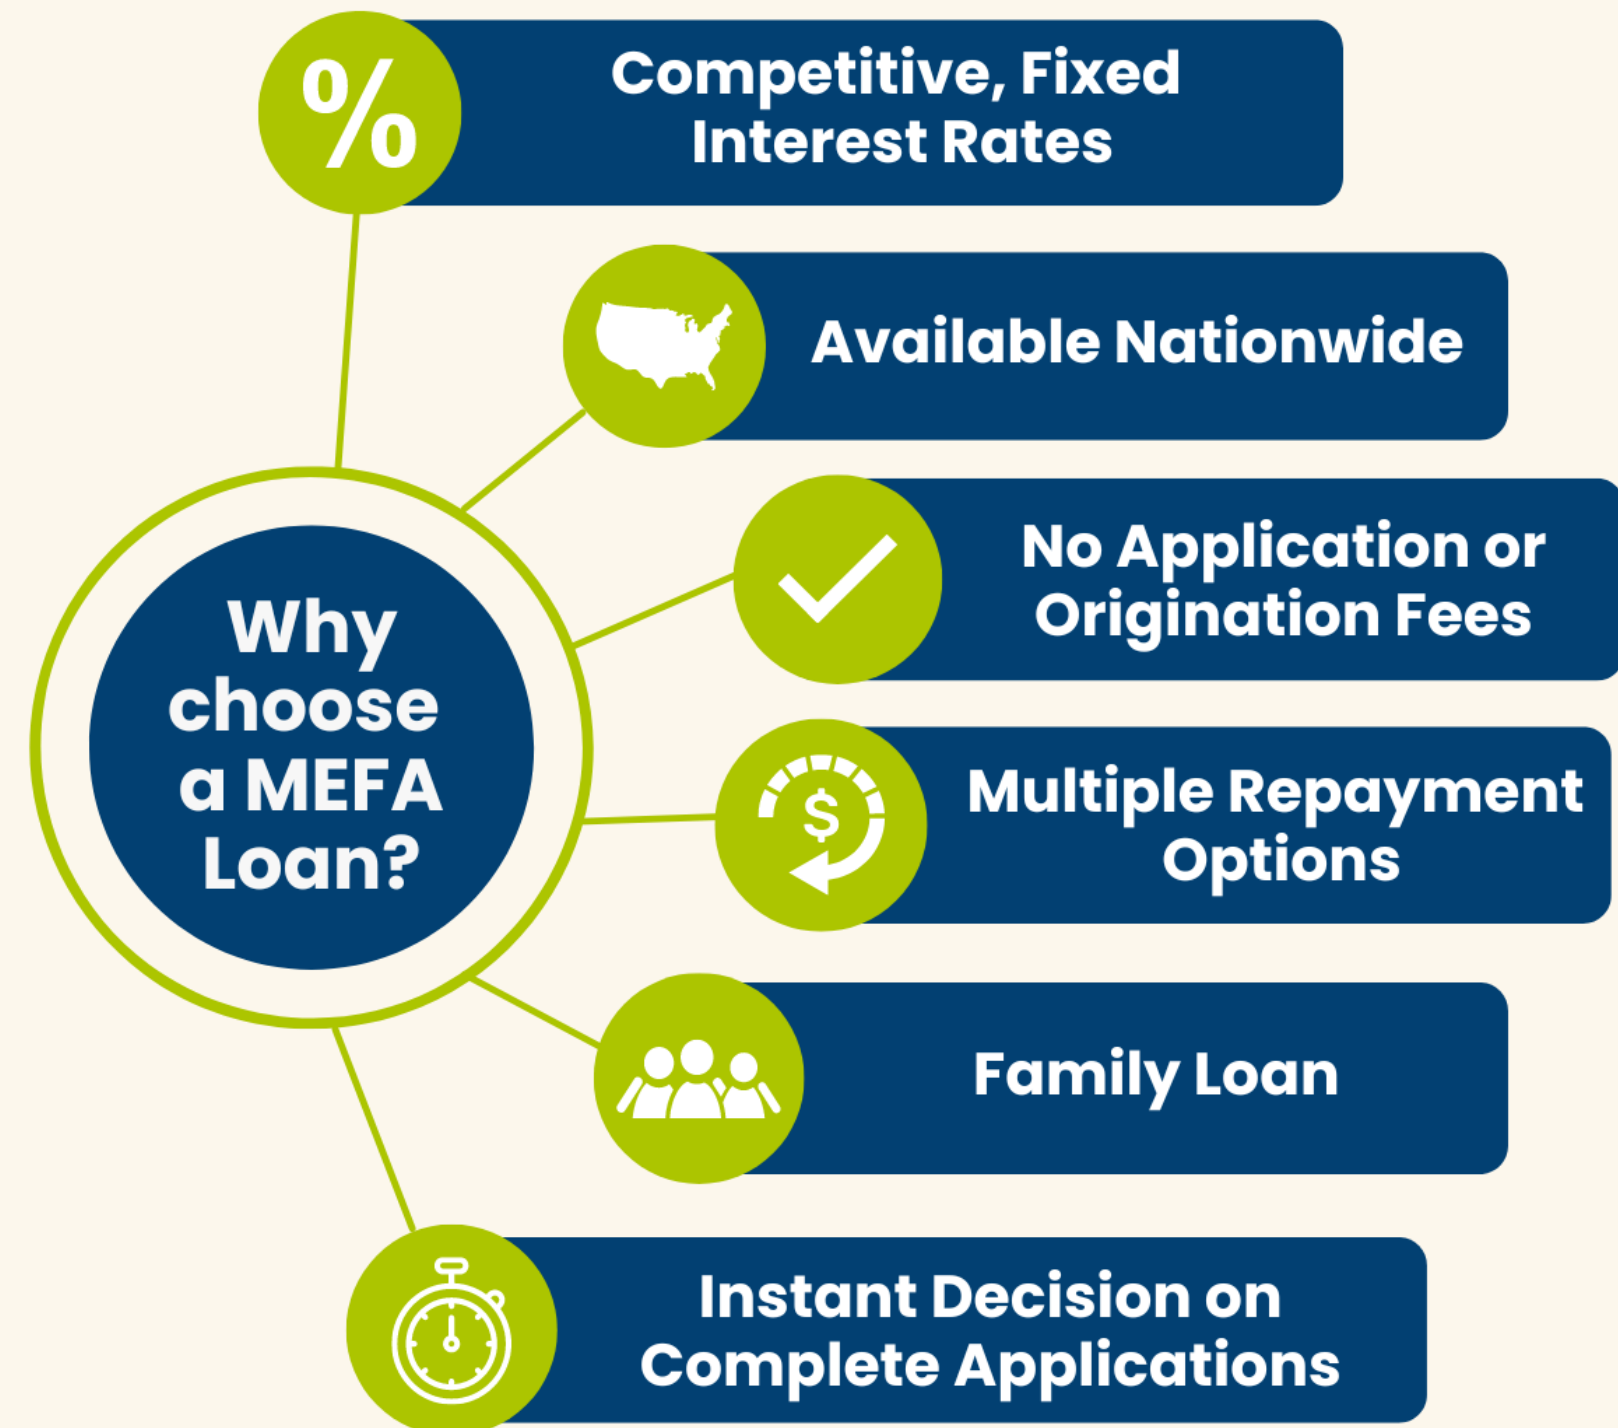 %
Competitive, Fixed
Interest Rates
Available Nationwide
No Application or
Origination Fees
Why
choose
a MEFA
Loan?
$
Multiple Repayment
Options
Family Loan
Instant Decision on
Complete Applications